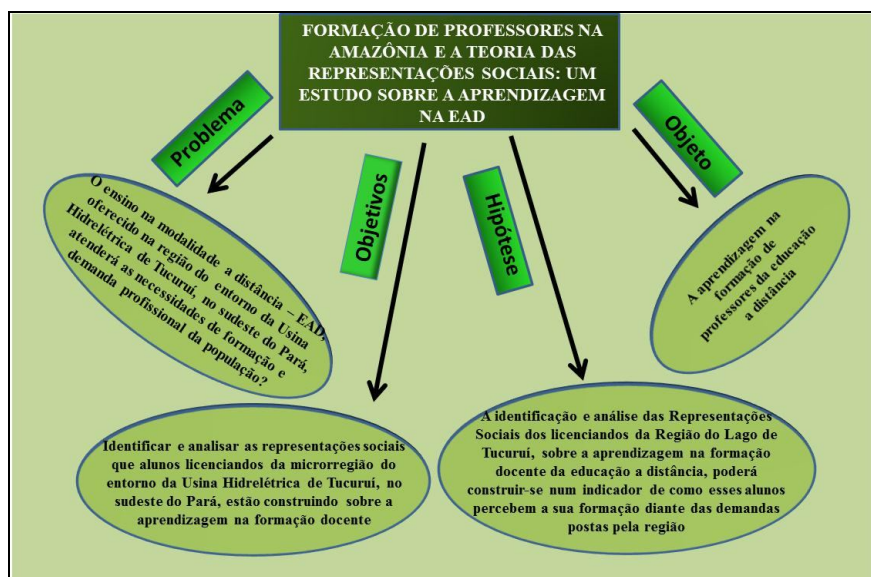 FORMAÇÃO DE PROFESSORES NA
AMAZÔNIA E A TEORIA DAS
REPRESENTAÇÕES SOCIAIS: UM
ESTUDO SOBRE A APRENDIZAGEM
NA EAD
Problema
O ensino na modalidade a distância – EAD,
oferecido na região do entorno da Usina
Hidrelétrica de Tucuruí, no sudeste do Pará,
atenderá as necessidades de formação e
demanda profissional da população?
Objetivos
Identificar e analisar as representações sociais
que alunos licenciandos da microrregião do
entorno da Usina Hidrelétrica de Tucuruí, no
sudeste do Pará, estão construindo sobre a
aprendizagem na formação docente
Hipótese
A identificação e análise das Representações
Sociais dos licenciandos da Região do Lago de
Tucuruí, sobre a aprendizagem na formação
docente da educação a distância, poderá
construir-se num indicador de como esses alunos
percebem a sua formação diante das demandas
postas pela região
Objeto
A aprendizagem na
formação de
professores da educação
a distância